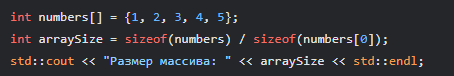 int numbers[] = {1, 2, 3, 4, 5};
int arraySize = sizeof(numbers) / sizeof(numbers[0]);
std::cout << "Размер массива: " << arraySize << std::endl;